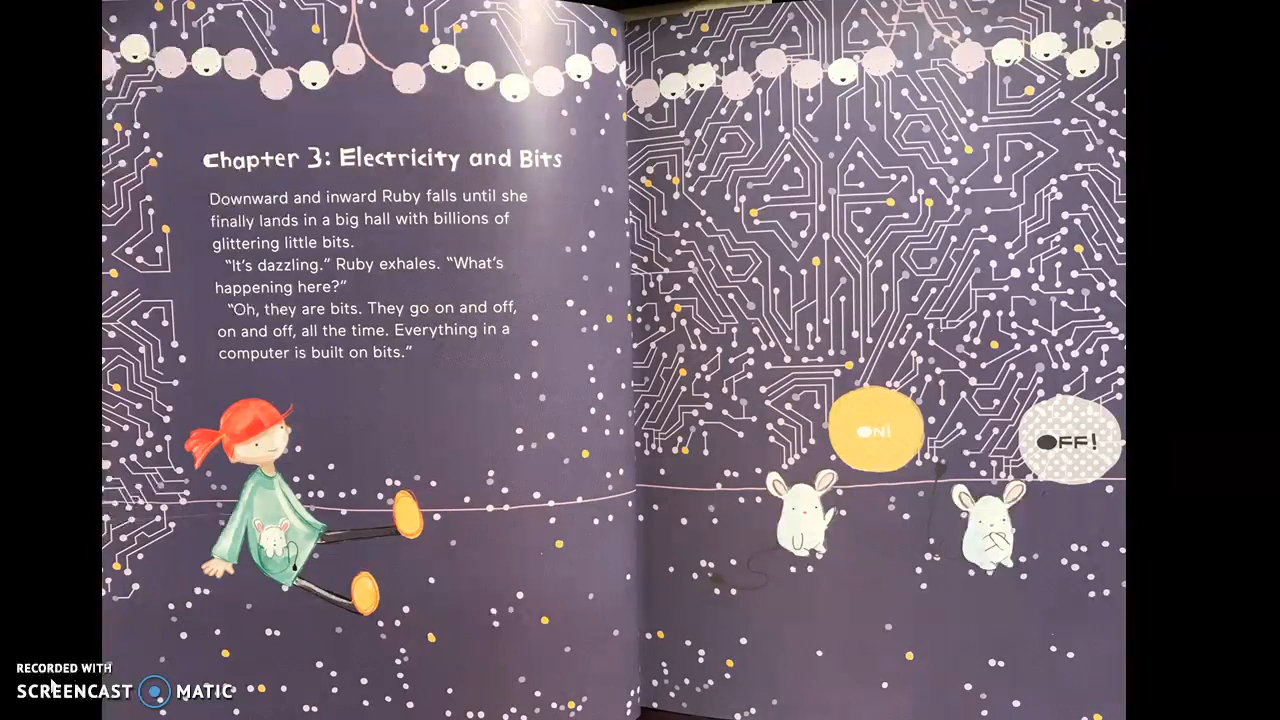 Chapter 3: Electricity and Bits
Downward and inward Ruby falls until she
finally lands in a big hall with billions of
glittering little bits.
“It's dazzling.” Ruby exhales. “What's
happening here?”
“Oh, they are bits. They go on and off,
on and off, all the time. Everything in a
computer is built on bits.”
ON!
OFF!
RECORDED WITH
SCREENCAST MATIC